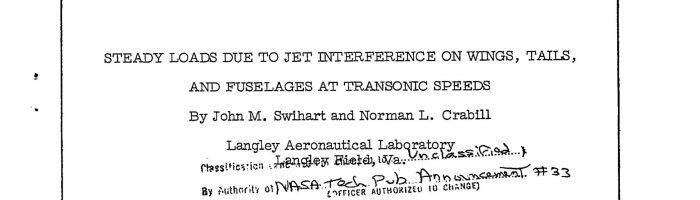 STEADY LOADS DUE TO JET INTERFERENCE ON WINGS, TAILS,
AND FUSELAGES AT TRANSONIC SPEEDS
By John M. Swihart and Norman L. Crabill
Langley Aeronautical Laboratory
Langley Field, Va.
Classification to Unclassified
By Authority of NASA Tech Pub Announcement #33
(OFFICER AUTHORIZED TO CHANGE)